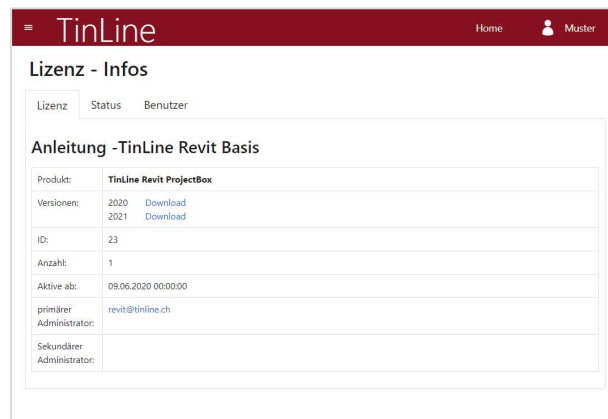 ≡ TinLine Home Muster
Lizenz - Infos
Lizenz Status Benutzer
Anleitung -TinLine Revit Basis
Produkt: TinLine Revit ProjectBox
Versionen: 2020 Download
2021 Download
ID: 23
Anzahl: 1
Aktive ab: 09.06.2020 00:00:00
primärer revit@tinline.ch
Administrator:
Sekundärer
Administrator: